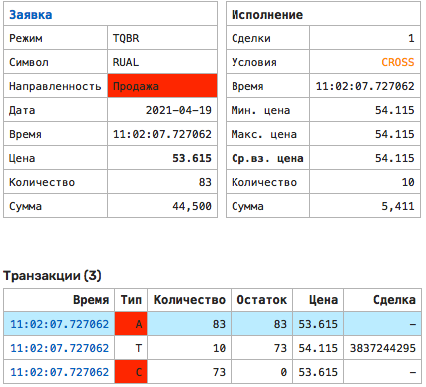 Заявка
Режим TQBR
Символ RUAL
Направленность Продажа
Дата 2021-04-19
Время 11:02:07.727062
Цена 53.615
Количество 83
Сумма 44,500
Исполнение
Сделки 1
Условия CROSS
Время 11:02:07.727062
Мин. цена 54.115
Макс. цена 54.115
Ср.вз. цена 54.115
Количество 10
Сумма 5,411
Транзакции (3)
Время Тип Количество Остаток Цена Сделка
11:02:07.727062 A 83 83 53.615 –
11:02:07.727062 T 10 73 54.115 3837244295
11:02:07.727062 C 73 0 53.615 –